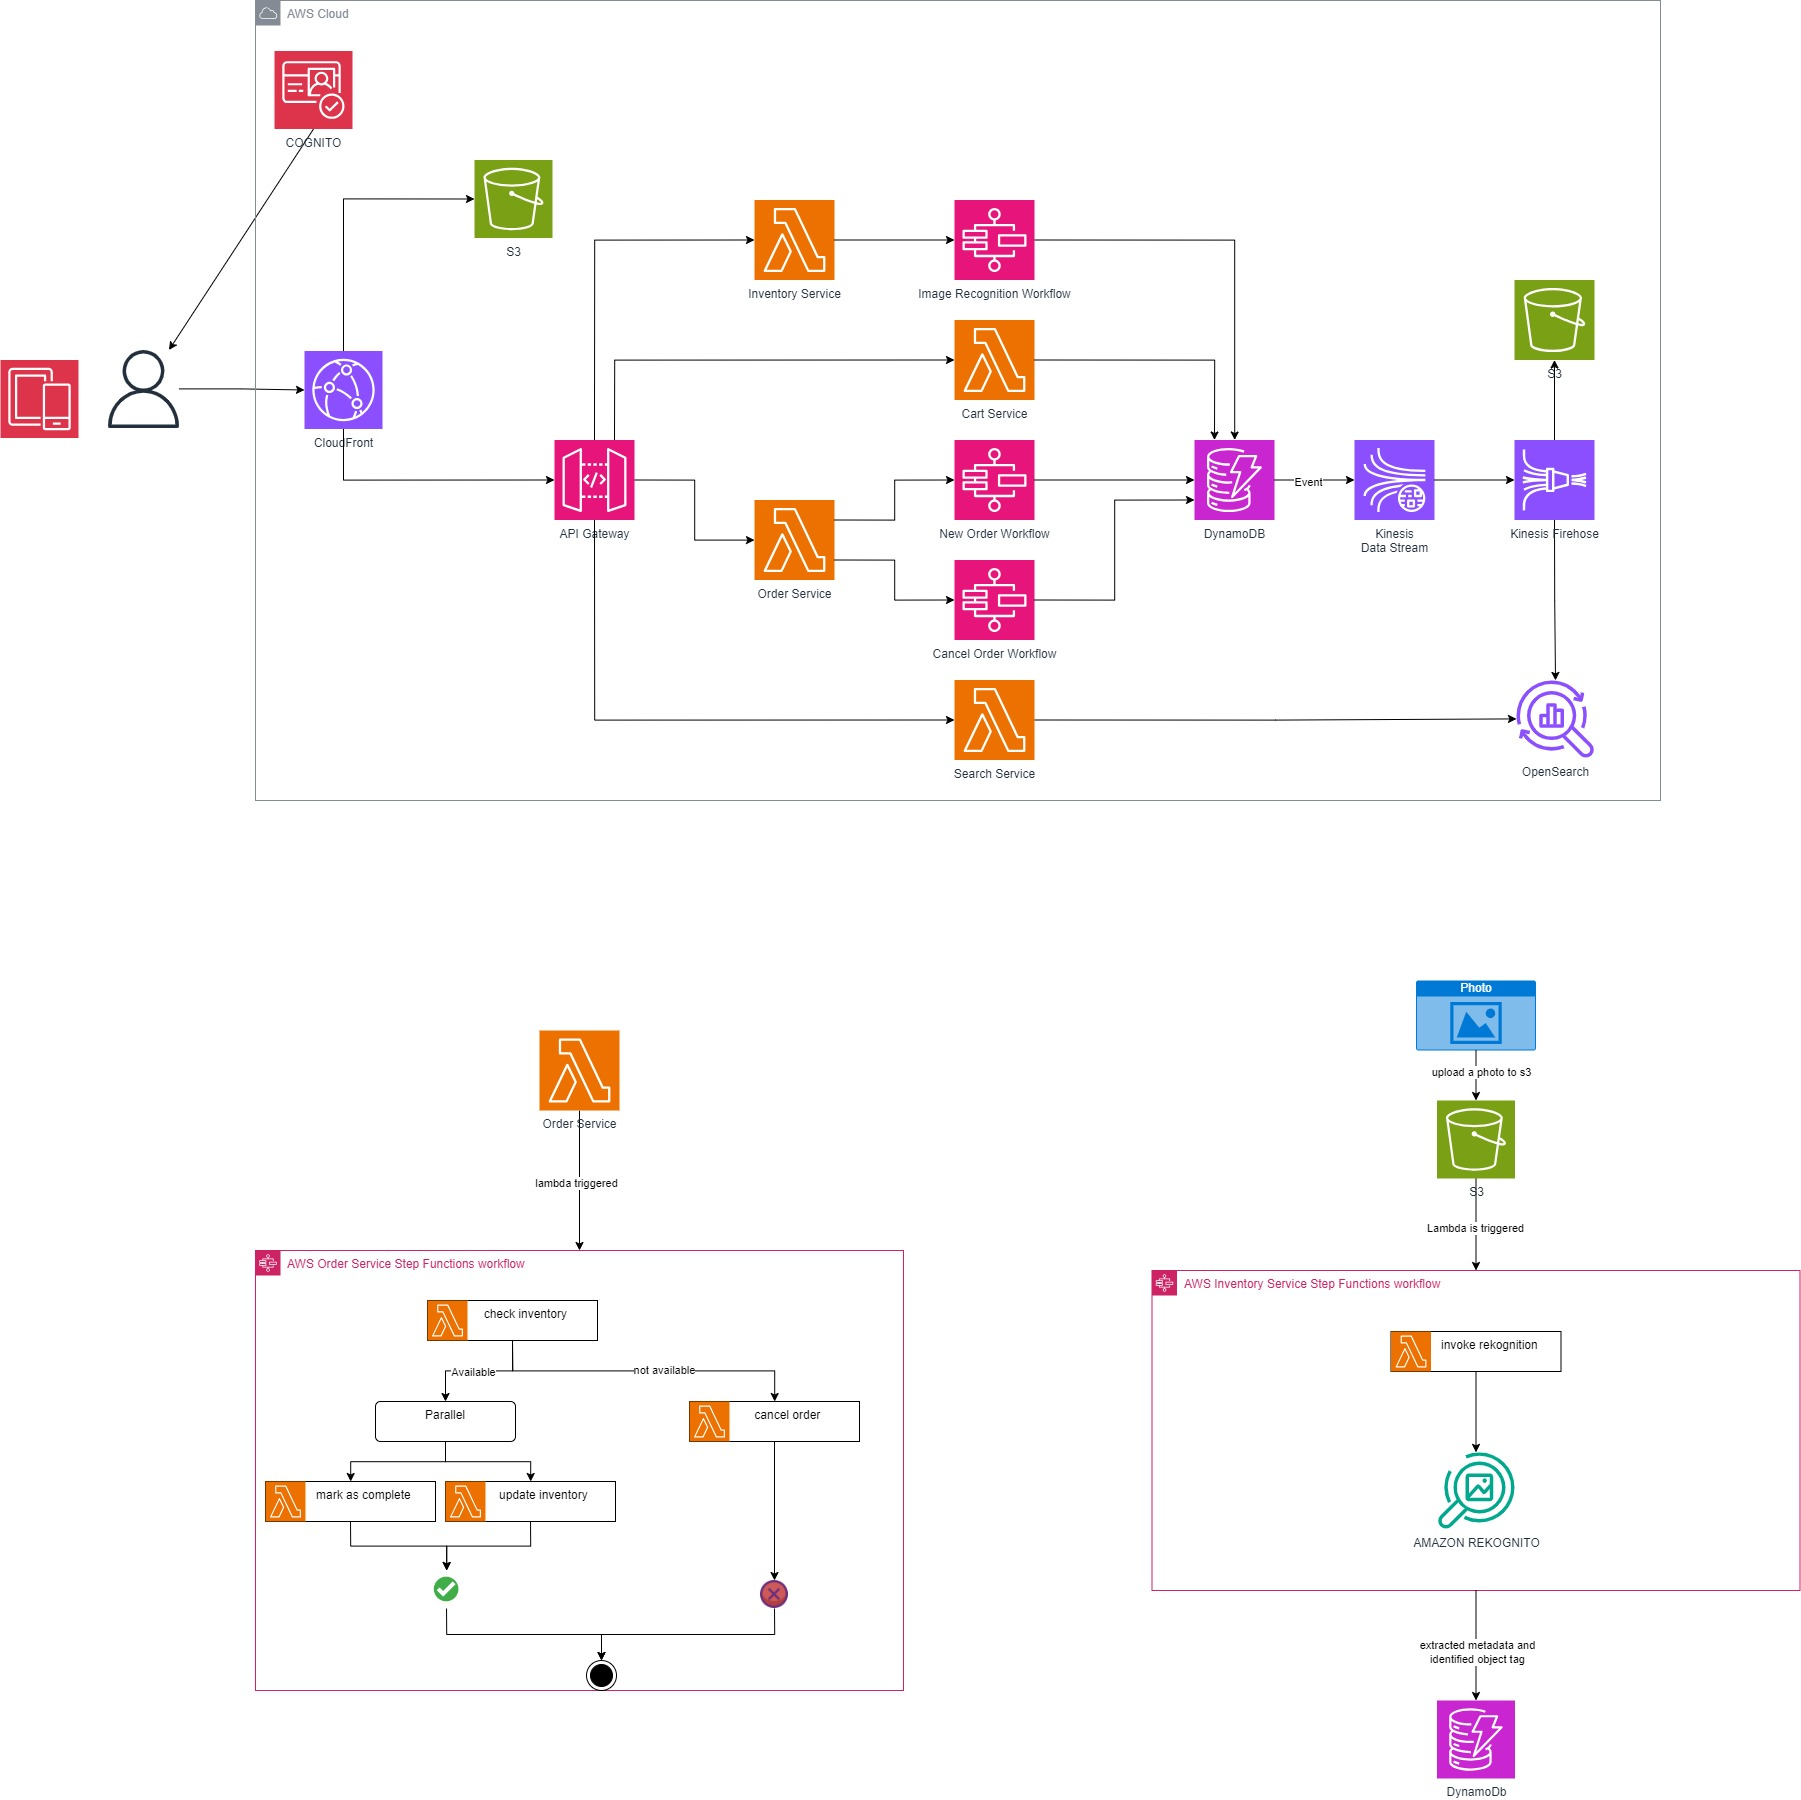 AWS Cloud
COGNITO
S3
Inventory Service
Image Recognition Workflow
S3
Cart Service
CloudFront
API Gateway
Order Service
New Order Workflow
Event
DynamoDB
Kinesis
Data Stream
Kinesis Firehose
Cancel Order Workflow
Search Service
OpenSearch
Photo
upload a photo to s3
S3
Lambda is triggered
Order Service
lambda triggered
AWS Order Service Step Functions workflow
check inventory
Available
not available
Parallel
cancel order
mark as complete
update inventory
AWS Inventory Service Step Functions workflow
invoke rekognition
AMAZON REKOGNITO
extracted metadata and
identified object tag
DynamoDb